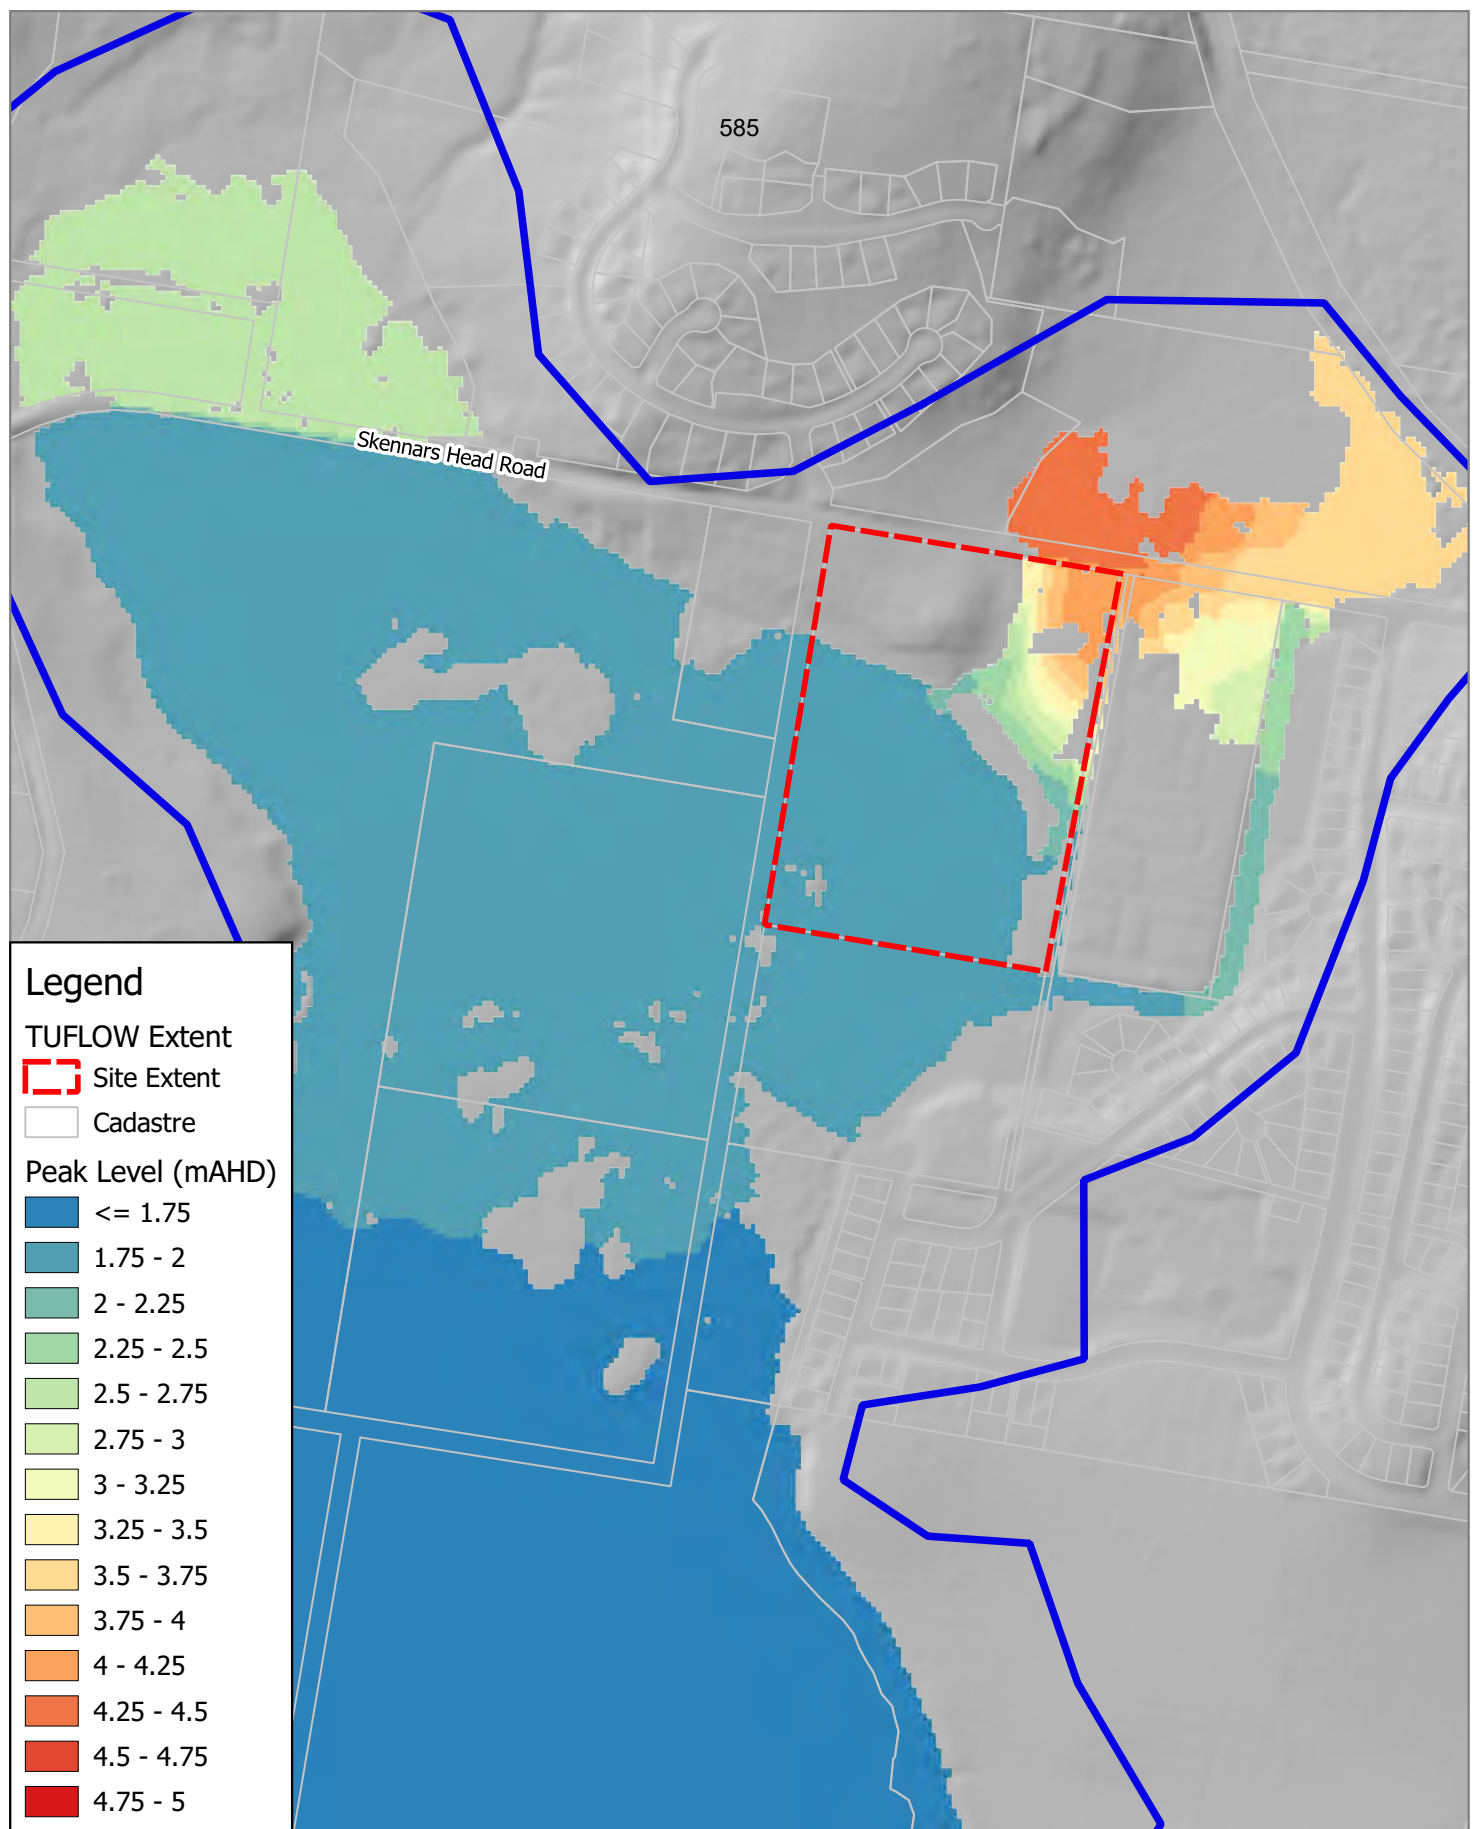 585
Skennars Head Road
Legend
TUFLOW Extent
Site Extent
Cadastre
Peak Level (mAHD)
<= 1.75
1.75 - 2
2 - 2.25
2.25 - 2.5
2.5 - 2.75
2.75 - 3
3 - 3.25
3.25 - 3.5
3.5 - 3.75
3.75 - 4
4 - 4.25
4.25 - 4.5
4.5 - 4.75
4.75 - 5